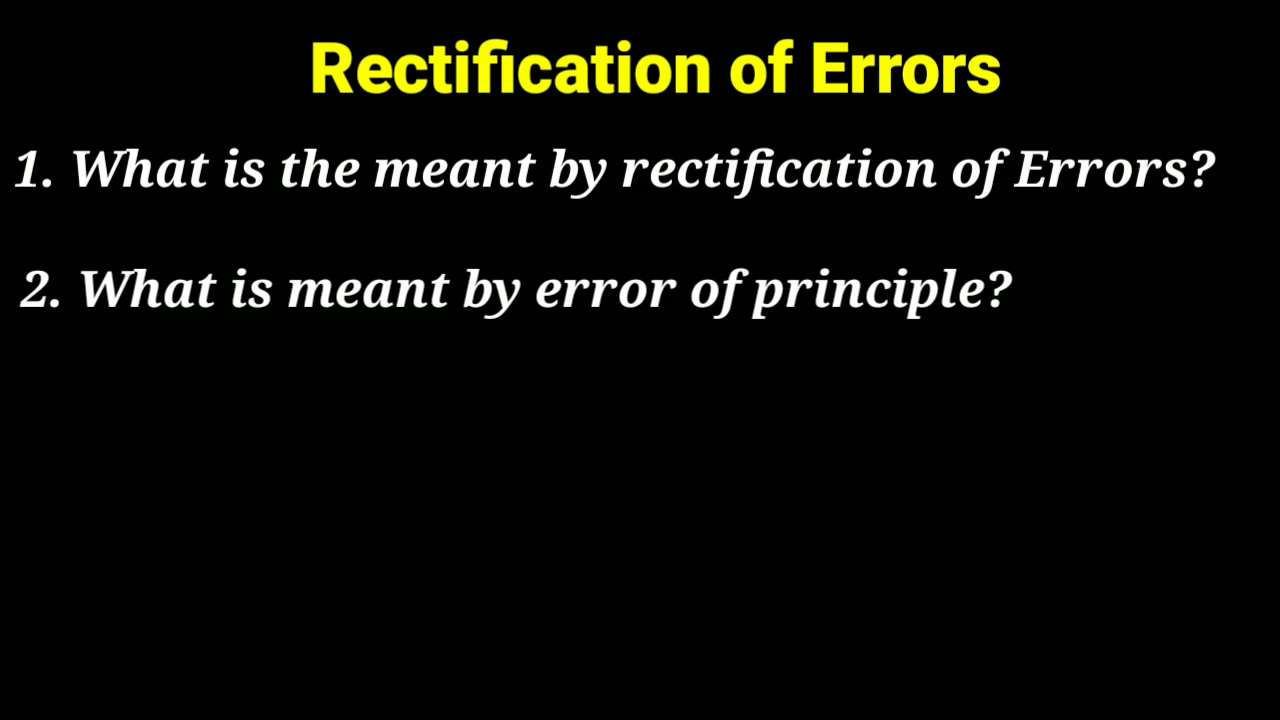 Rectification of Errors
1. What is the meant by rectification of Errors?
2. What is meant by error of principle?